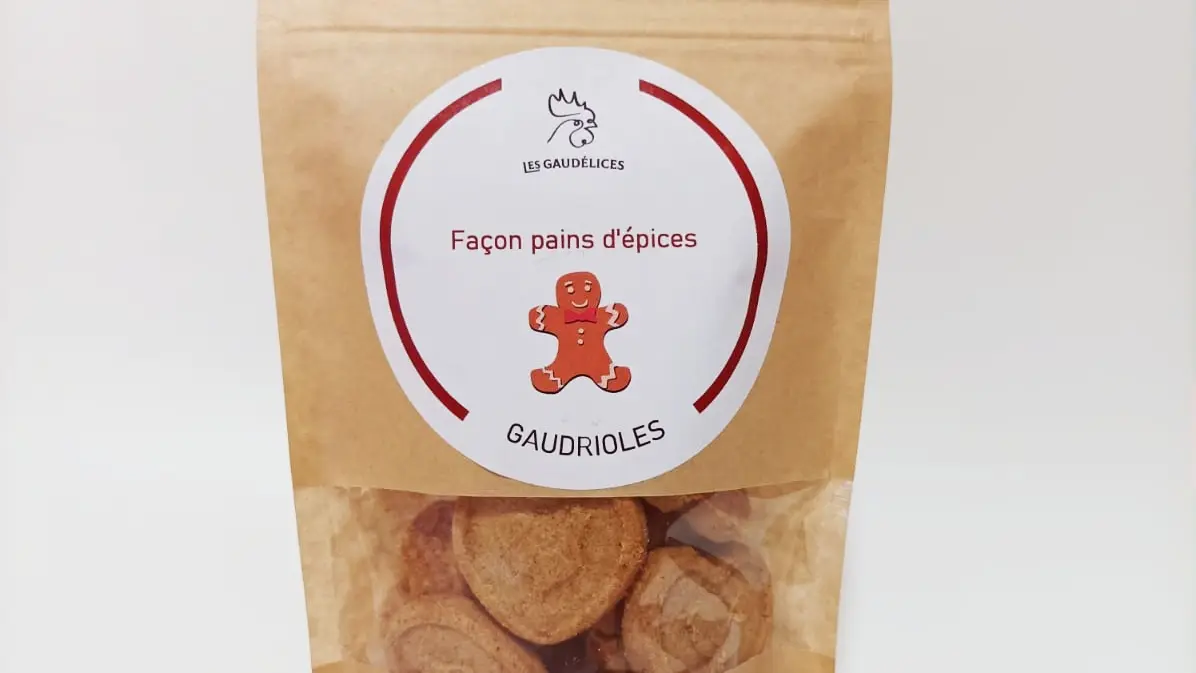 LES GAUDÉLICES
Façon pains d'épices
GAUDRIOLES